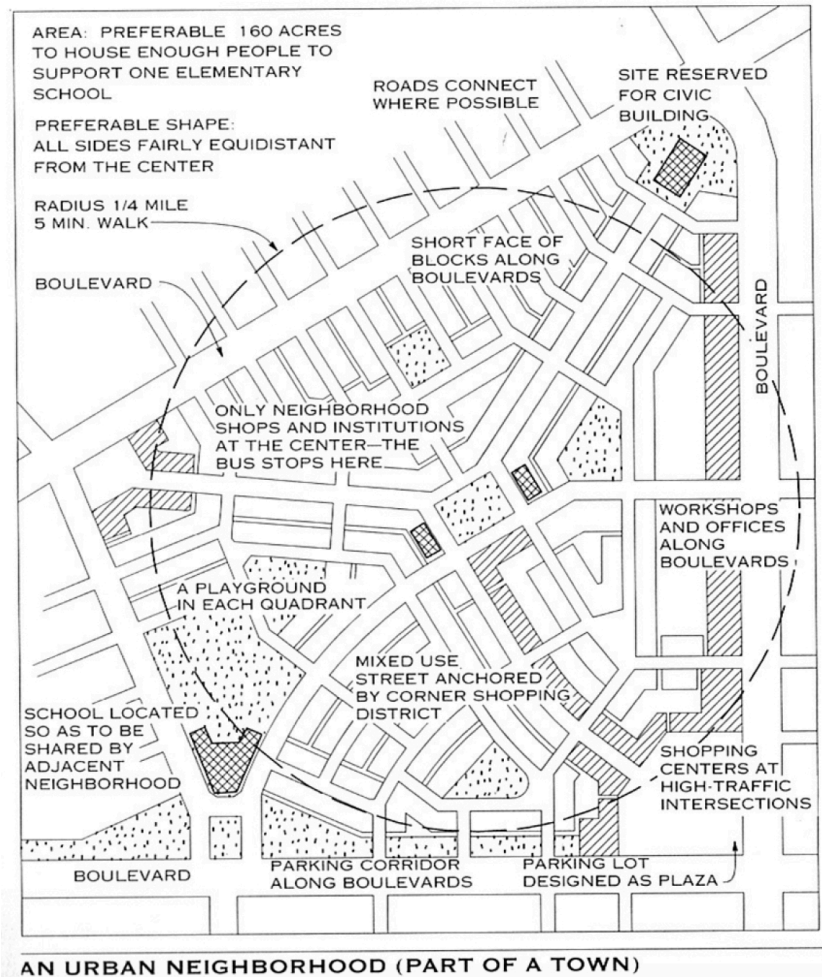 AREA: PREFERABLE 160 ACRES
TO HOUSE ENOUGH PEOPLE TO
SUPPORT ONE ELEMENTARY
SCHOOL
PREFERABLE SHAPE:
ALL SIDES FAIRLY EQUIDISTANT
FROM THE CENTER
RADIUS 1/4 MILE
5 MIN. WALK
BOULEVARD
ROADS CONNECT
WHERE POSSIBLE
SITE RESERVED
FOR CIVIC
BUILDING
SHORT FACE OF
BLOCKS ALONG
BOULEVARDS
BOULEVARD
ONLY NEIGHBORHOOD
SHOPS AND INSTITUTIONS
AT THE CENTER—THE
BUS STOPS HERE
WORKSHOPS
AND OFFICES
ALONG
BOULEVARDS
A PLAYGROUND
IN EACH QUADRANT
MIXED USE
STREET ANCHORED
BY CORNER SHOPPING
DISTRICT
SCHOOL LOCATED
SO AS TO BE
SHARED BY
ADJACENT
NEIGHBORHOOD
SHOPPING
CENTERS AT
HIGH-TRAFFIC
INTERSECTIONS
BOULEVARD
PARKING CORRIDOR
ALONG BOULEVARDS
PARKING LOT
DESIGNED AS PLAZA
AN URBAN NEIGHBORHOOD (PART OF A TOWN)